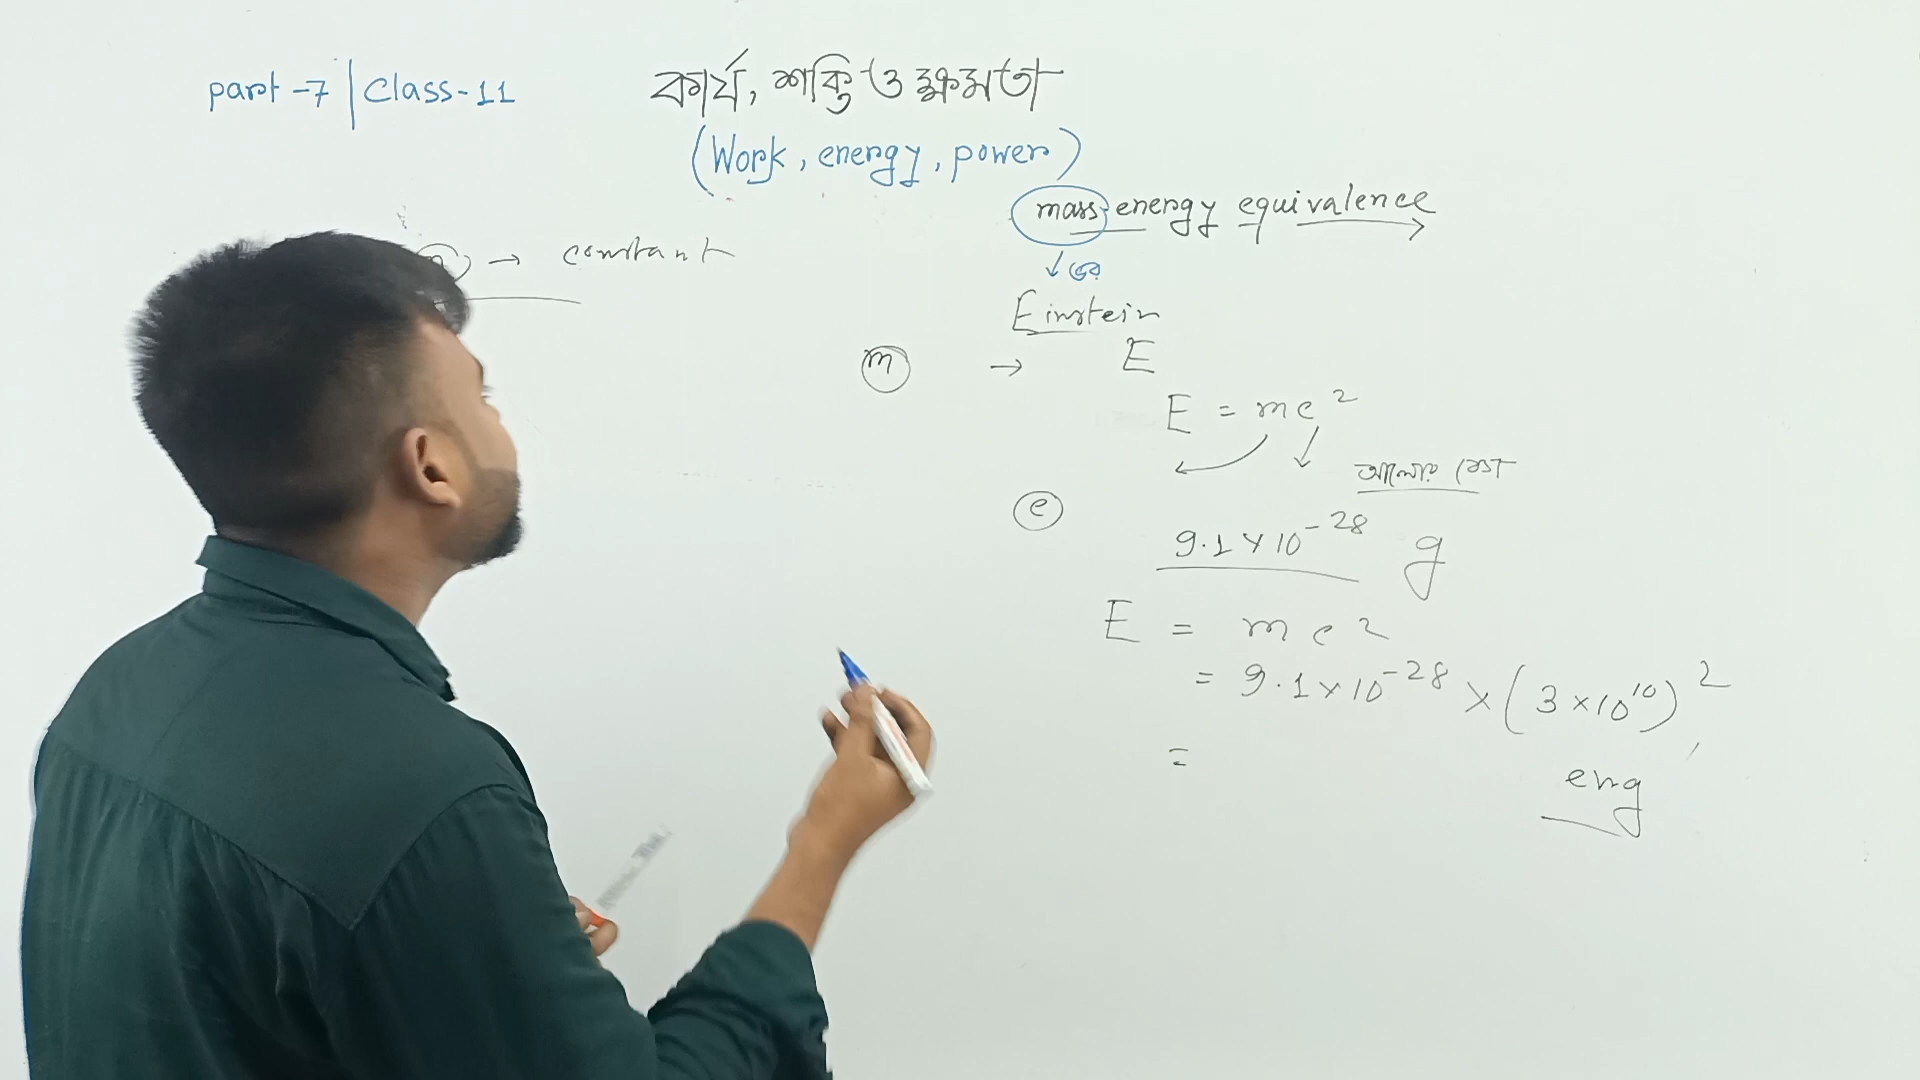 part-7 | Class-11
কার্য, শক্তি ও ক্ষমতা
(Work, energy, power)
mass-energy equivalence
→ constant
↓ ভর
Einstein
m → E
E = mc²
আলোর বেগ
e
9.1×10⁻²⁸ g
E = mc²
= 9.1×10⁻²⁸ × (3×10¹⁰)²
= erg